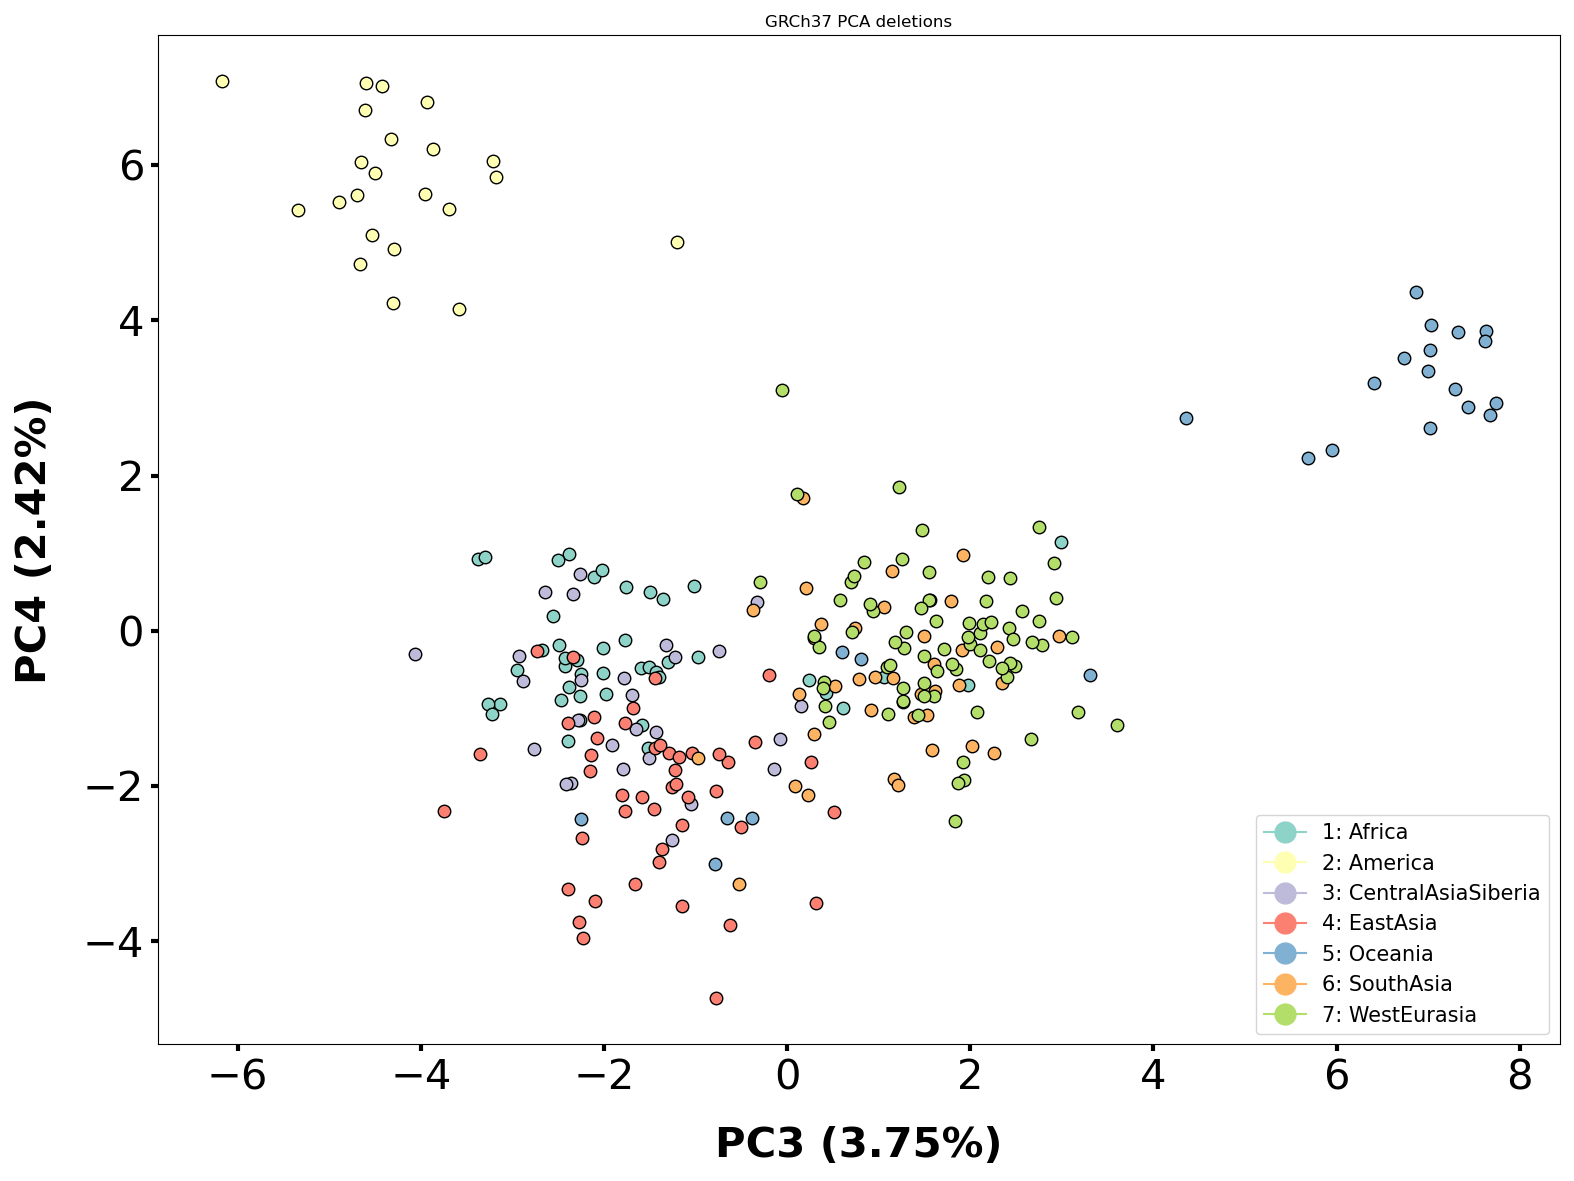 GRCh37 PCA deletions
PC4 (2.42%)
6
4
2
0
−2
−4
1: Africa
2: America
3: CentralAsiaSiberia
4: EastAsia
5: Oceania
6: SouthAsia
7: WestEurasia
−6 −4 −2 0 2 4 6 8
PC3 (3.75%)